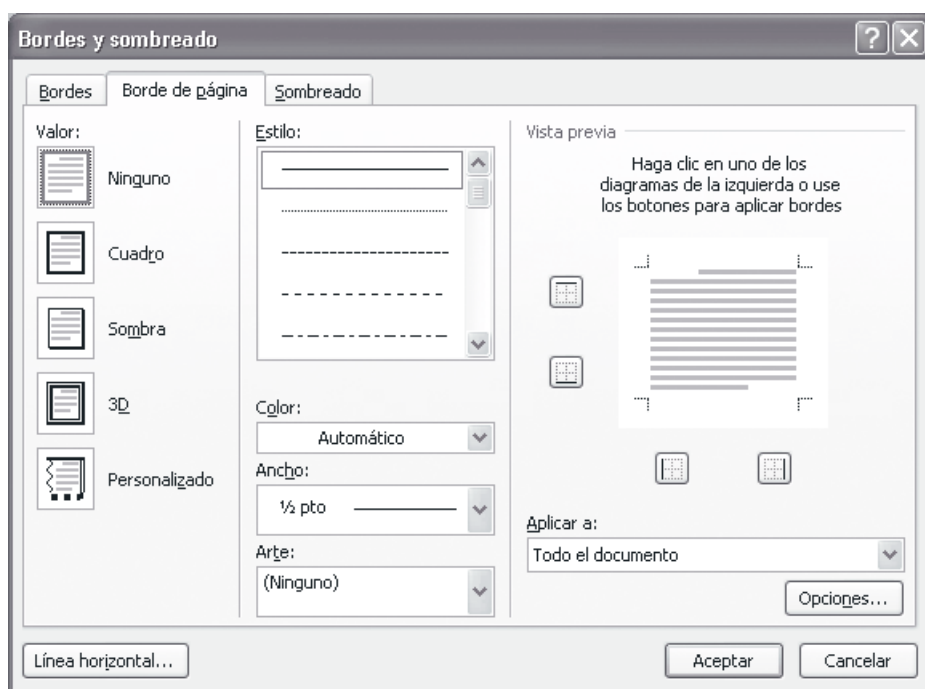 Bordes y sombreado
Bordes
Borde de página
Sombreado
Valor:
Ninguno
Cuadro
Sombra
3D
Personalizado
Estilo:
Color:
Automático
Ancho:
½ pto
Arte:
(Ninguno)
Vista previa
Haga clic en uno de los
diagramas de la izquierda o use
los botones para aplicar bordes
Aplicar a:
Todo el documento
Opciones...
Línea horizontal...
Aceptar
Cancelar